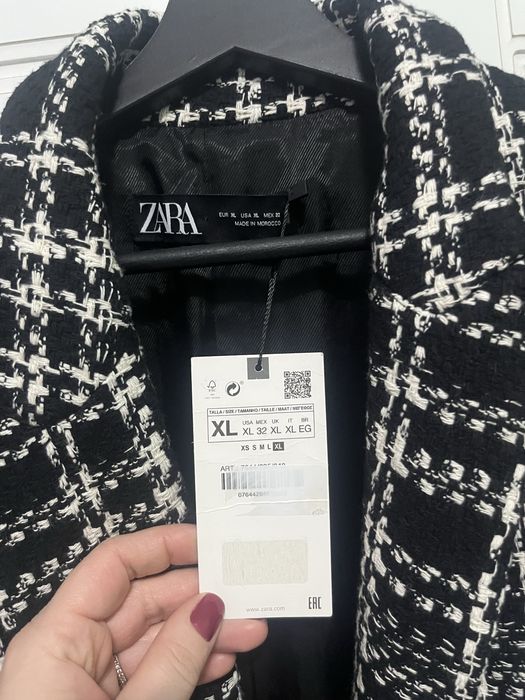 ZARA
EUR XL USA XL MEX 32
MADE IN MOROCCO
TALLA / SIZE / TAMANHO / TAILLE / MAAT / ΜΕΓΕΘΟΣ
XL
USA MEX UK IT BR
XL 32 XL XL EG
XS S M L XL
ART.
www.zara.com
EAC